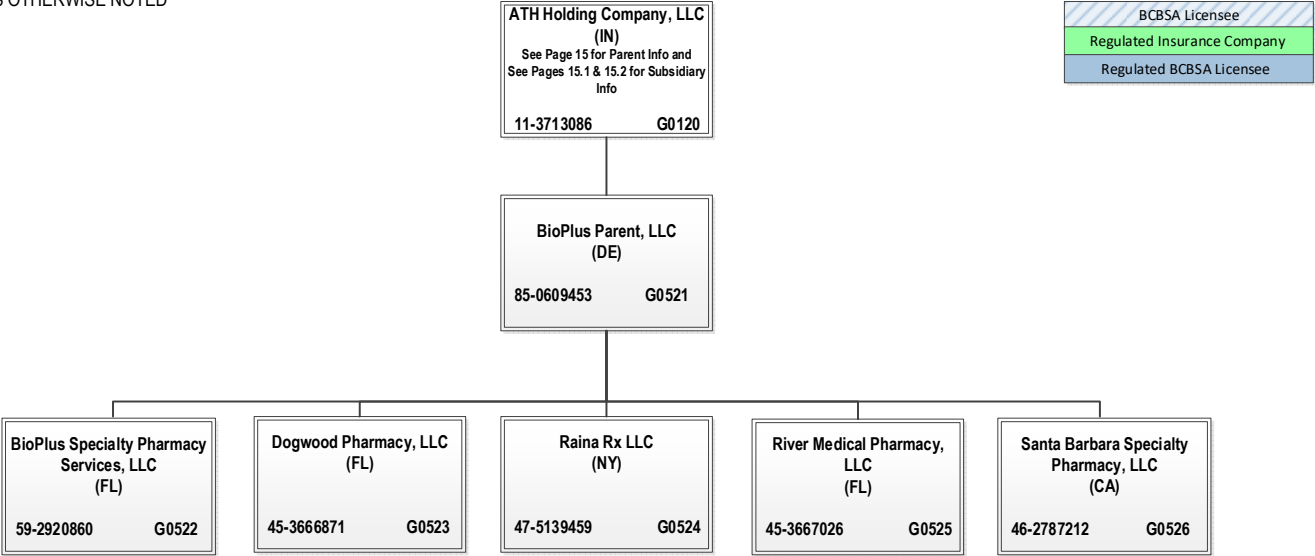 OTHERWISE NOTED
ATH Holding Company, LLC
(IN)
See Page 15 for Parent Info and
See Pages 15.1 & 15.2 for Subsidiary
Info
11-3713086 G0120
BCBSA Licensee
Regulated Insurance Company
Regulated BCBSA Licensee
BioPlus Parent, LLC
(DE)
85-0609453 G0521
BioPlus Specialty Pharmacy
Services, LLC
(FL)
59-2920860 G0522
Dogwood Pharmacy, LLC
(FL)
45-3666871 G0523
Raina Rx LLC
(NY)
47-5139459 G0524
River Medical Pharmacy,
LLC
(FL)
45-3667026 G0525
Santa Barbara Specialty
Pharmacy, LLC
(CA)
46-2787212 G0526